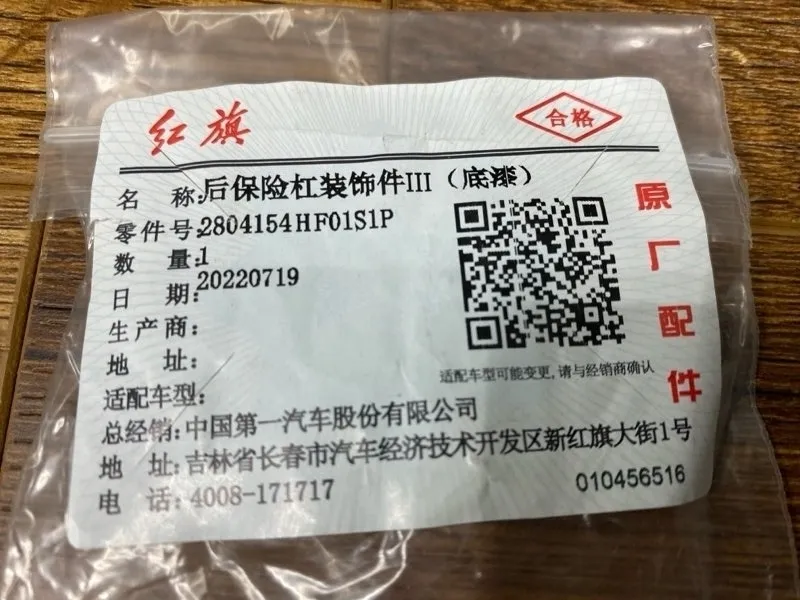 红旗
合格
名 称:后保险杠装饰件III（底漆）
零件号:2804154HF01S1P
数 量:1
日 期:20220719
生产商:
地 址:
适配车型:
适配车型可能变更,请与经销商确认
总经销:中国第一汽车股份有限公司
地 址:吉林省长春市汽车经济技术开发区新红旗大街1号
电 话:4008-171717
010456516
原厂配件